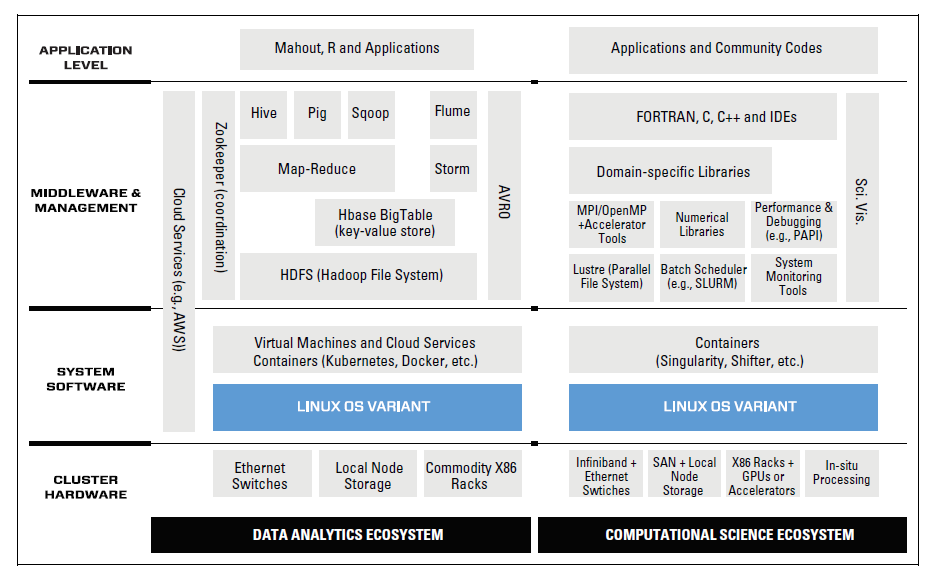 APPLICATION
LEVEL
Mahout, R and Applications
Applications and Community Codes
MIDDLEWARE &
MANAGEMENT
Cloud Services (e.g., AWS))
Zookeeper (coordination)
Hive
Pig
Sqoop
Flume
Map-Reduce
Storm
Hbase BigTable
(key-value store)
HDFS (Hadoop File System)
AVRO
FORTRAN, C, C++ and IDEs
Domain-specific Libraries
MPI/OpenMP
+Accelerator
Tools
Numerical
Libraries
Performance &
Debugging
(e.g., PAPI)
Lustre (Parallel
File System)
Batch Scheduler
(e.g., SLURM)
System
Monitoring
Tools
Sci. Vis.
SYSTEM
SOFTWARE
Virtual Machines and Cloud Services
Containers (Kubernetes, Docker, etc.)
LINUX OS VARIANT
Containers
(Singularity, Shifter, etc.)
LINUX OS VARIANT
CLUSTER
HARDWARE
Ethernet
Switches
Local Node
Storage
Commodity X86
Racks
Infiniband +
Ethernet
Swtiches
SAN + Local
Node
Storage
X86 Racks +
GPUs or
Accelerators
In-situ
Processing
DATA ANALYTICS ECOSYSTEM
COMPUTATIONAL SCIENCE ECOSYSTEM